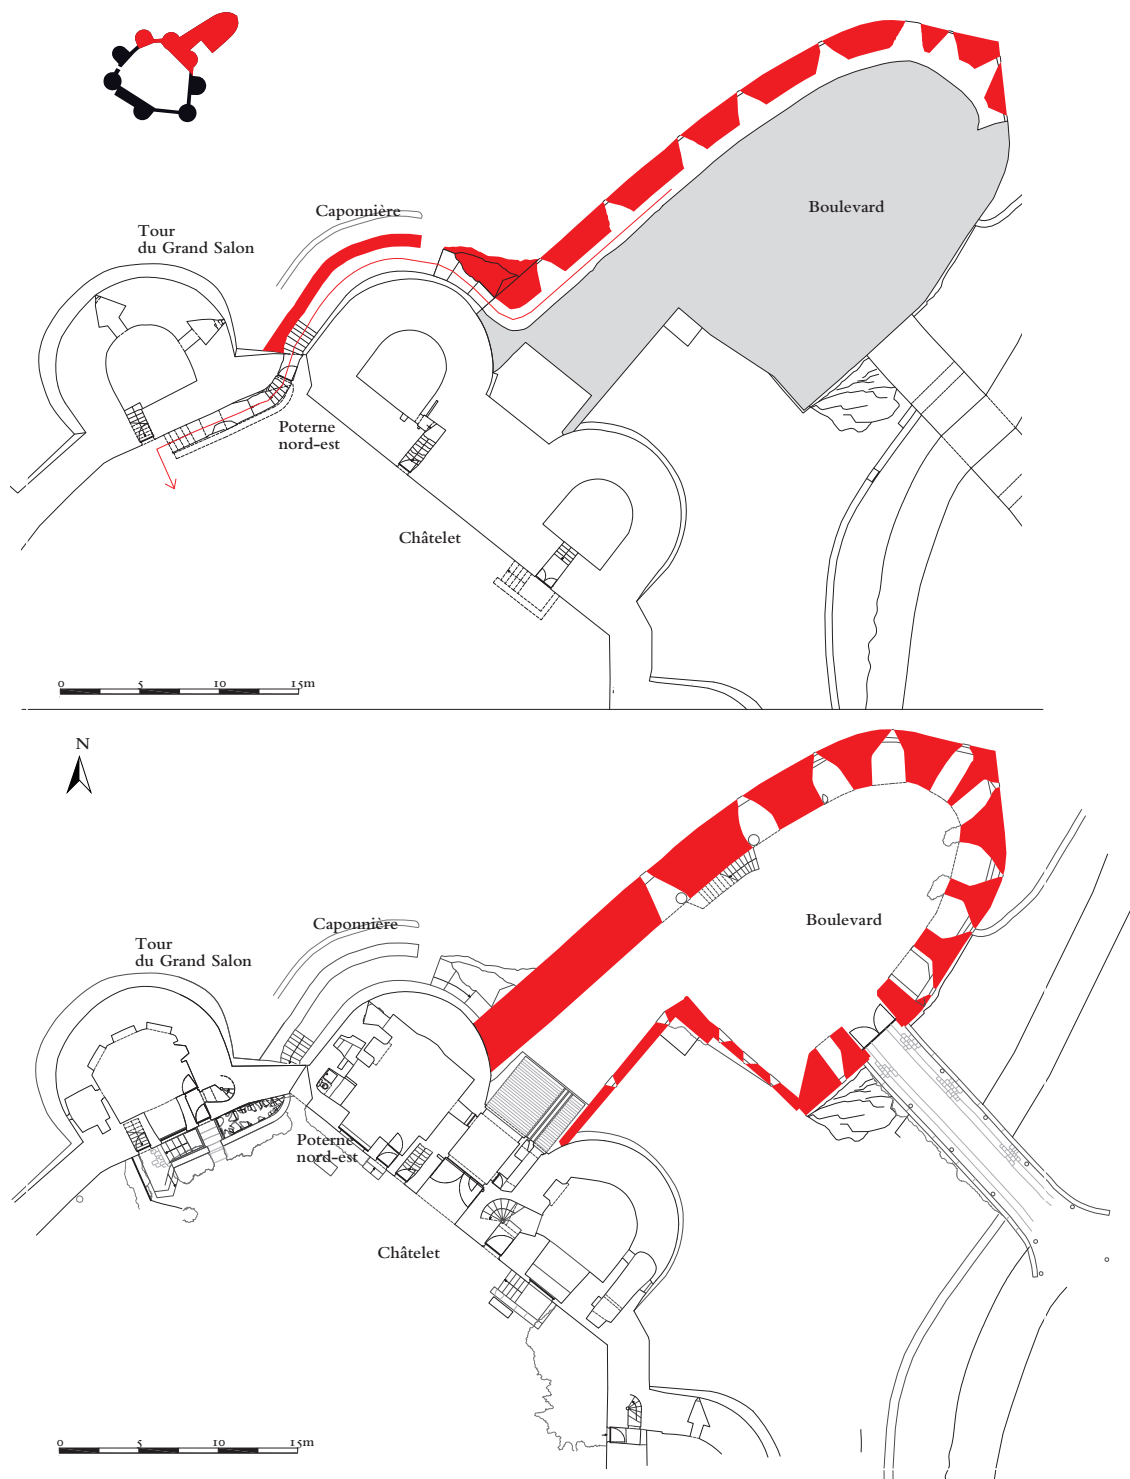 Boulevard
Caponnière
Tour
du Grand Salon
Poterne
nord-est
Châtelet
0 5 10 15m
N
Boulevard
Caponnière
Tour
du Grand Salon
Poterne
nord-est
Châtelet
0 5 10 15m